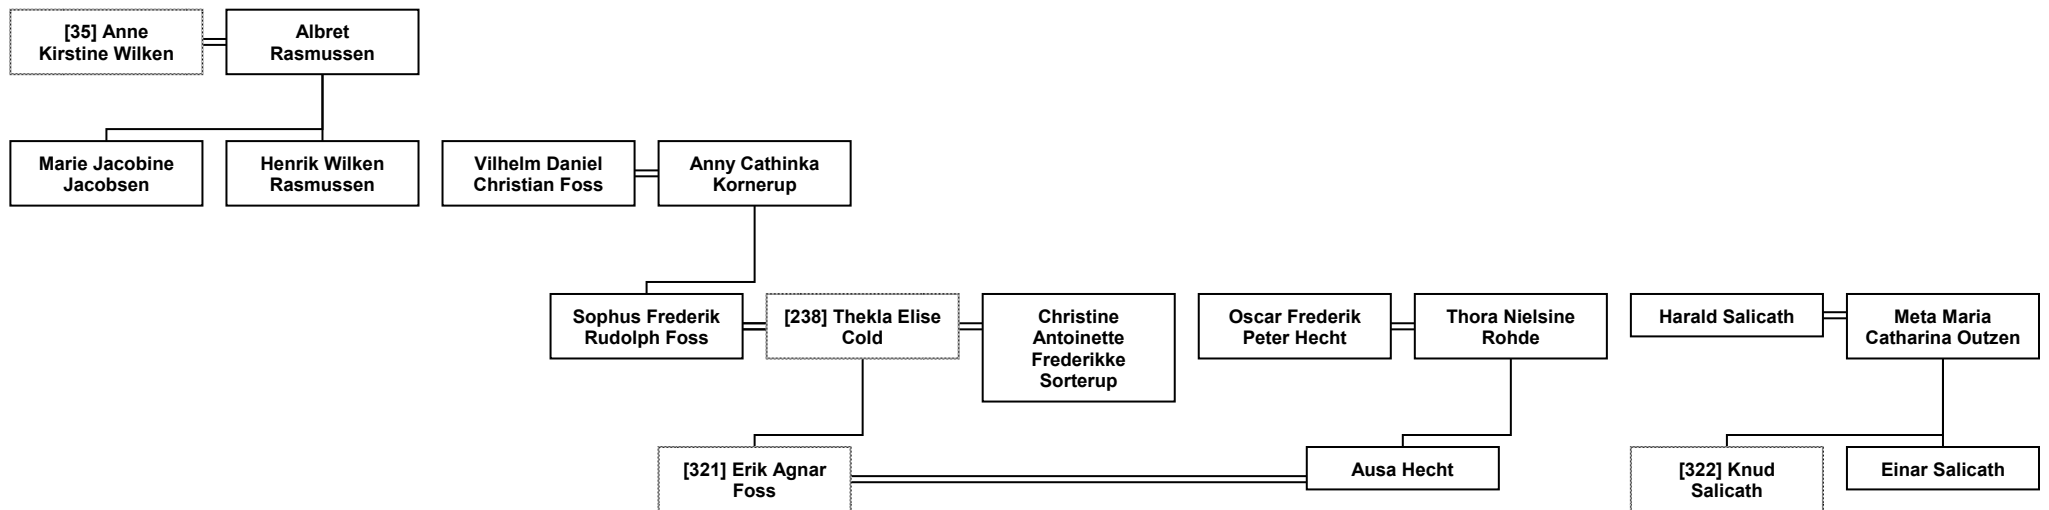 [35] Anne
Kirstine Wilken
Albret
Rasmussen
Marie Jacobine
Jacobsen
Henrik Wilken
Rasmussen
Vilhelm Daniel
Christian Foss
Anny Cathinka
Kornerup
Sophus Frederik
Rudolph Foss
[238] Thekla Elise
Cold
Christine
Antoinette
Frederikke
Sorterup
Oscar Frederik
Peter Hecht
Thora Nielsine
Rohde
Harald Salicath
Meta Maria
Catharina Outzen
[321] Erik Agnar
Foss
Ausa Hecht
[322] Knud
Salicath
Einar Salicath